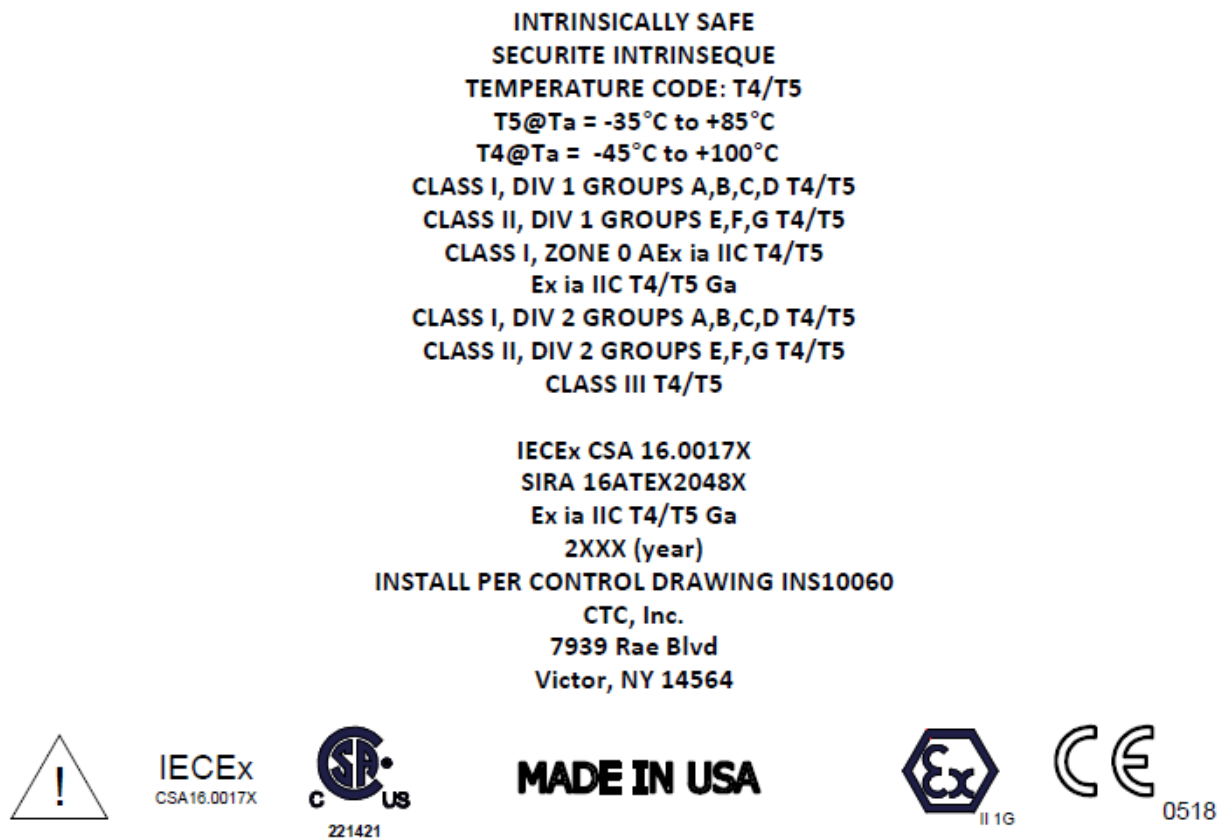 INTRINSICALLY SAFE
SECURITE INTRINSEQUE
TEMPERATURE CODE: T4/T5
T5@Ta = -35°C to +85°C
T4@Ta = -45°C to +100°C
CLASS I, DIV 1 GROUPS A,B,C,D T4/T5
CLASS II, DIV 1 GROUPS E,F,G T4/T5
CLASS I, ZONE 0 AEx ia IIC T4/T5
Ex ia IIC T4/T5 Ga
CLASS I, DIV 2 GROUPS A,B,C,D T4/T5
CLASS II, DIV 2 GROUPS E,F,G T4/T5
CLASS III T4/T5
IECEx CSA 16.0017X
SIRA 16ATEX2048X
Ex ia IIC T4/T5 Ga
2XXX (year)
INSTALL PER CONTROL DRAWING INS10060
CTC, Inc.
7939 Rae Blvd
Victor, NY 14564
!
IECEx
CSA16.0017X
C SA US
221421
MADE IN USA
Ex
II 1G
CE
0518